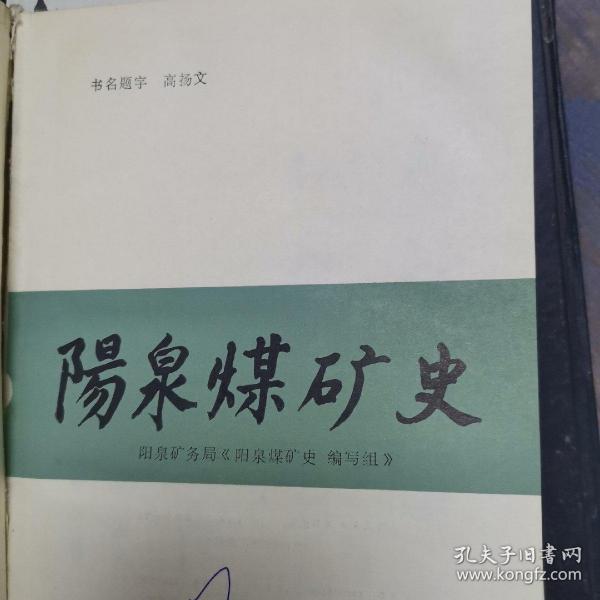 书名题字 高扬文
陽泉煤矿史
阳泉矿务局《阳泉煤矿史 编写组》
孔夫子旧书网
www.kongfz.com